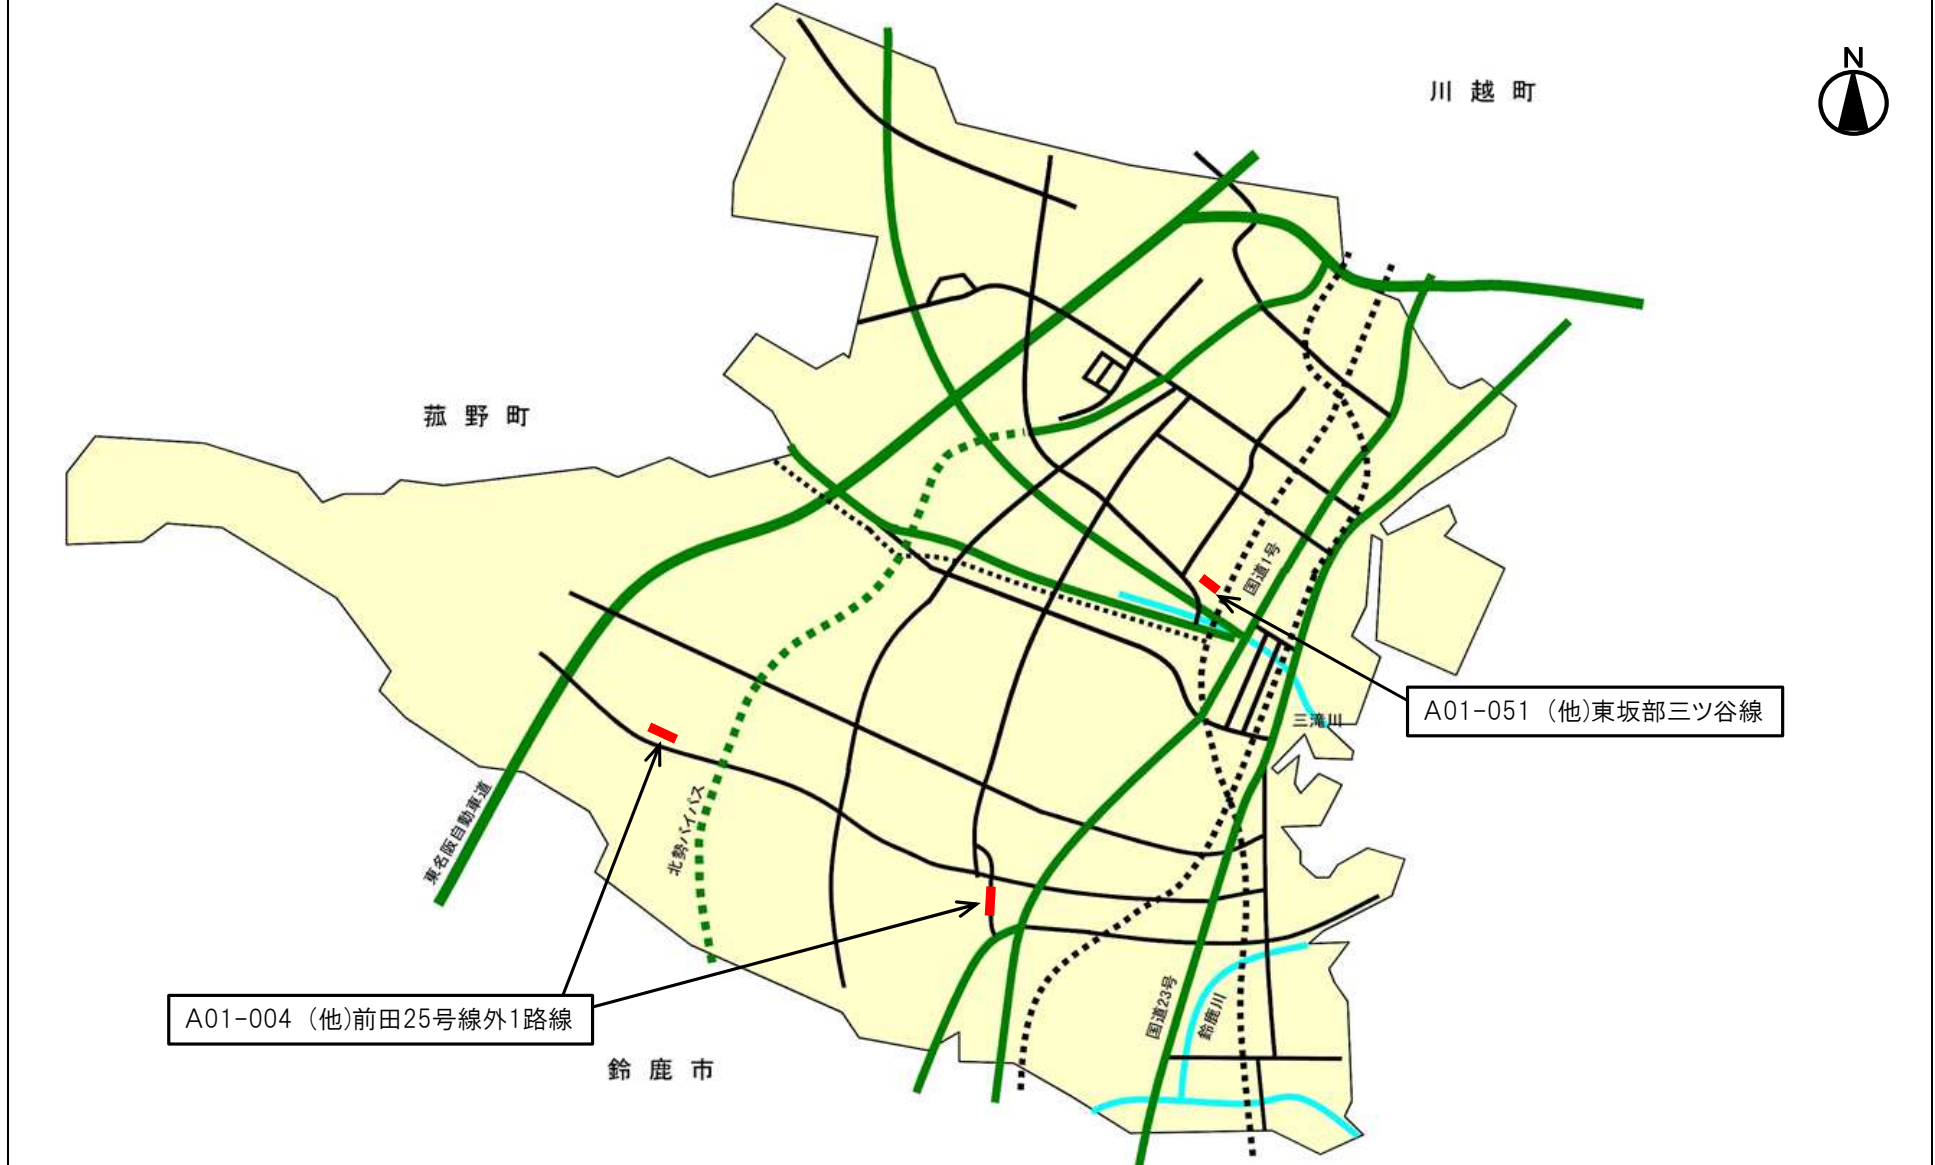 N
川越町
菰野町
国道1号
A01-051 (他)東坂部三ツ谷線
三滝川
東名阪自動車道
北勢バイパス
国道23号
鈴鹿川
A01-004 (他)前田25号線外1路線
鈴鹿市